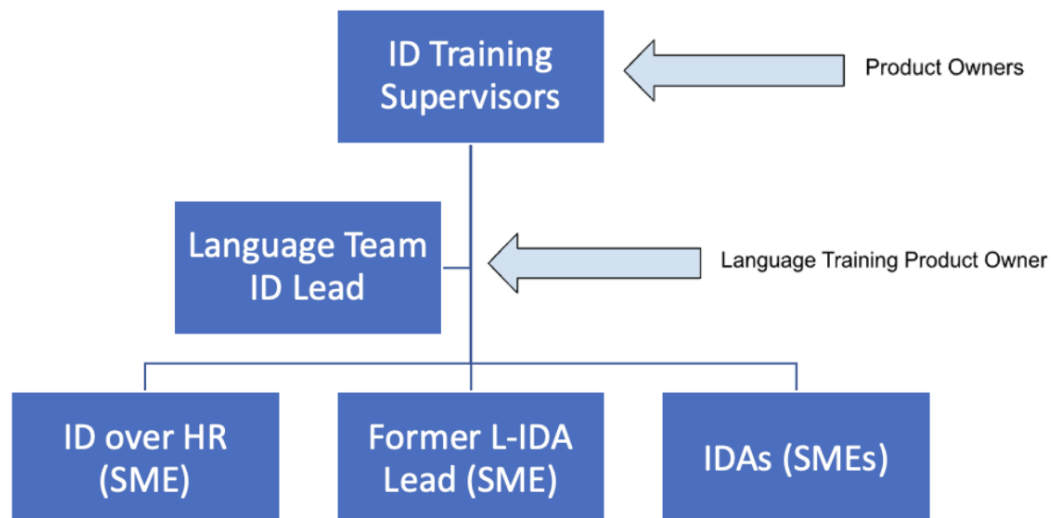 ID Training
Supervisors
Product Owners
Language Team
ID Lead
Language Training Product Owner
ID over HR
(SME)
Former L-IDA
Lead (SME)
IDAs (SMEs)